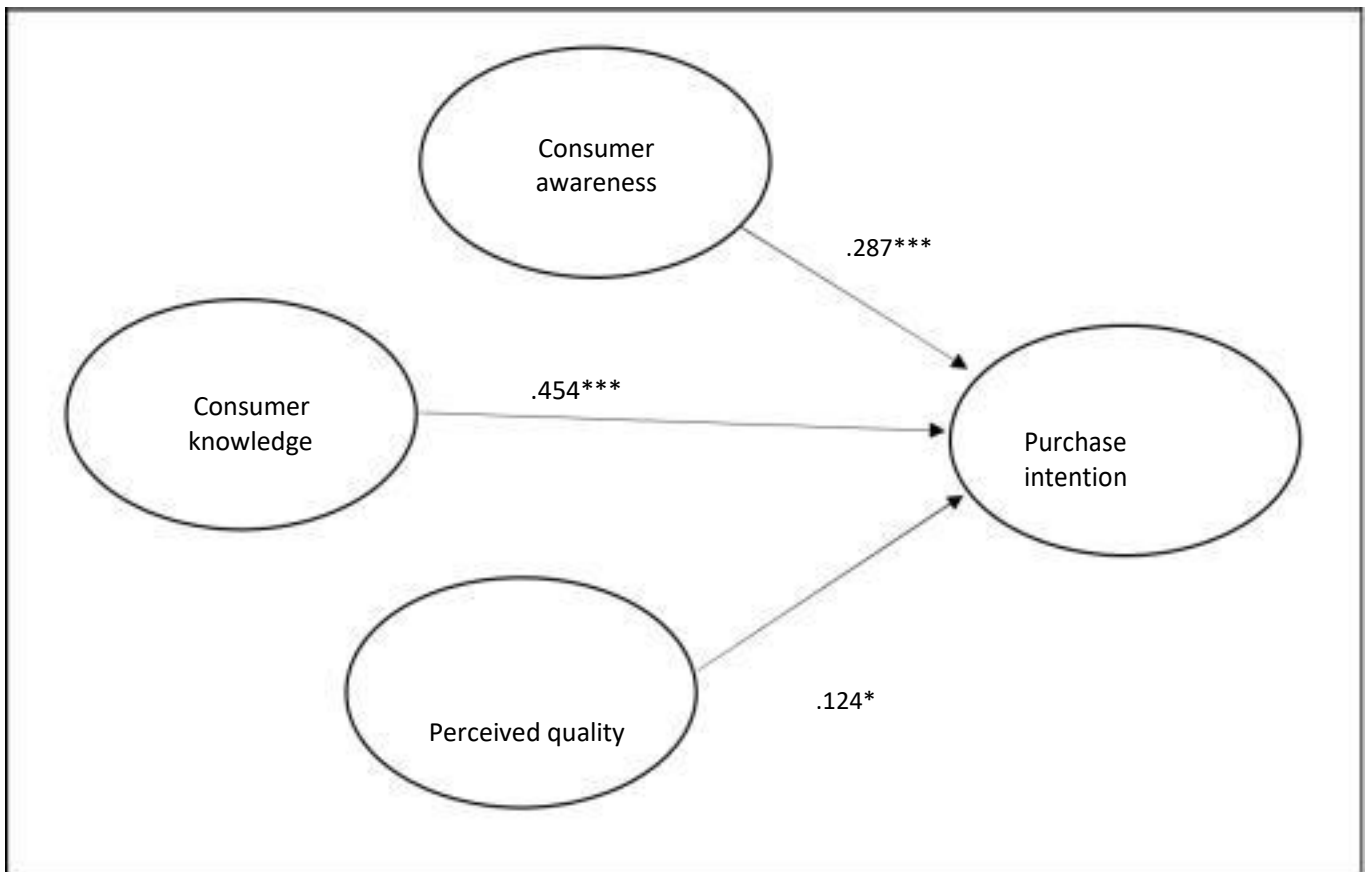 Consumer
awareness
.287***
.454***
Consumer
knowledge
Purchase
intention
.124*
Perceived quality